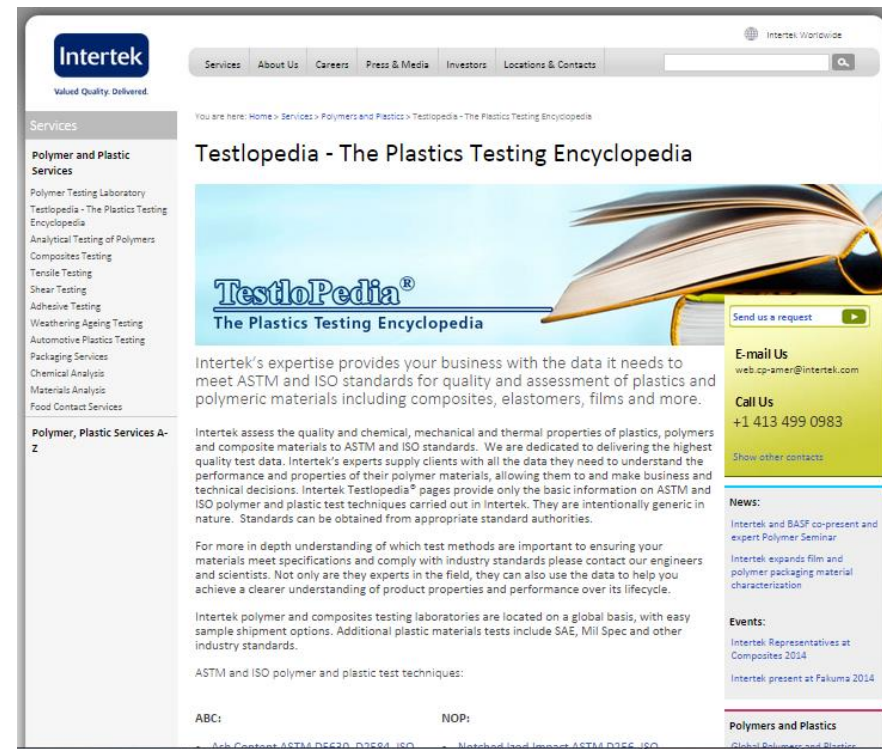 Intertek Worldwide
Intertek
Valued Quality. Delivered.
Services About Us Careers Press & Media Investors Locations & Contacts
Services
Polymer and Plastic
Services
Polymer Testing Laboratory
Testlopedia - The Plastics Testing
Encyclopedia
Analytical Testing of Polymers
Composites Testing
Tensile Testing
Shear Testing
Adhesive Testing
Weathering Ageing Testing
Automotive Plastics Testing
Packaging Services
Chemical Analysis
Materials Analysis
Food Contact Services
Polymer, Plastic Services A-
Z
You are here: Home > Services > Polymers and Plastics > Testlopedia - The Plastics Testing Encyclopedia
Testlopedia - The Plastics Testing Encyclopedia
TestloPedia®
The Plastics Testing Encyclopedia
Intertek's expertise provides your business with the data it needs to
meet ASTM and ISO standards for quality and assessment of plastics and
polymeric materials including composites, elastomers, films and more.
Intertek assess the quality and chemical, mechanical and thermal properties of plastics, polymers
and composite materials to ASTM and ISO standards. We are dedicated to delivering the highest
quality test data. Intertek's experts supply clients with all the data they need to understand the
performance and properties of their polymer materials, allowing them to and make business and
technical decisions. Intertek Testlopedia® pages provide only the basic information on ASTM and
ISO polymer and plastic test techniques carried out in Intertek. They are intentionally generic in
nature. Standards can be obtained from appropriate standard authorities.
For more in depth understanding of which test methods are important to ensuring your
materials meet specifications and comply with industry standards please contact our engineers
and scientists. Not only are they experts in the field, they can also use the data to help you
achieve a clearer understanding of product properties and performance over its lifecycle.
Intertek polymer and composites testing laboratories are located on a global basis, with easy
sample shipment options. Additional plastic materials tests include SAE, Mil Spec and other
industry standards.
ASTM and ISO polymer and plastic test techniques:
ABC:
Ash Content ASTM D5630, D2584, ISO
NOP:
Notched Izod Impact ASTM D256, ISO
Send us a request
E-mail Us
web.cp-amer@intertek.com
Call Us
+1 413 499 0983
Show other contacts
News:
Intertek and BASF co-present and
expert Polymer Seminar
Intertek expands film and
polymer packaging material
characterization
Events:
Intertek Representatives at
Composites 2014
Intertek present at Fakuma 2014
Polymers and Plastics
Global Polymers and Plastics